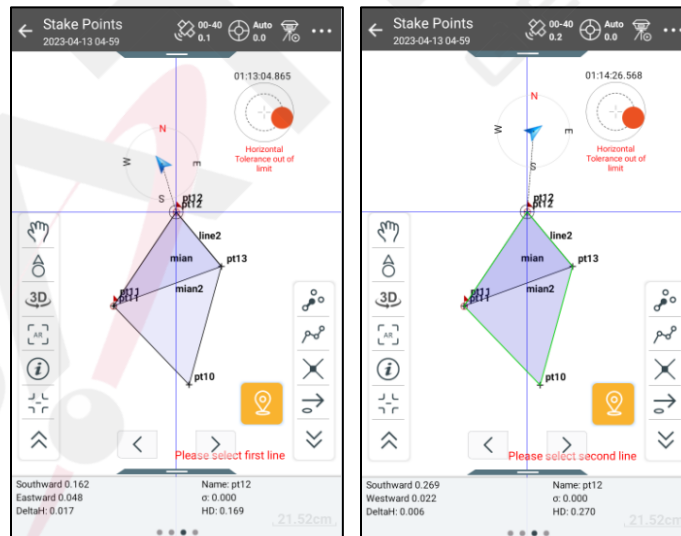 Stake Points
2023-04-13 04-59
00-40
0.1
Auto
0.0
01:13:04.865
N
W
E
S
Horizontal
Tolerance out of
limit
pt12
pt12
line2
mian
pt13
mian2
pt11
pt11
pt10
3D
AR
Please select first line
Southward 0.162
Eastward 0.048
DeltaH: 0.017
Name: pt12
σ: 0.000
HD: 0.169
21.52cm
Stake Points
2023-04-13 04-59
00-40
0.2
Auto
0.0
01:14:26.568
N
W
E
S
Horizontal
Tolerance out of
limit
pt12
pt12
line2
mian
pt13
mian2
pt11
pt11
pt10
3D
AR
Please select second line
Southward 0.269
Westward 0.022
DeltaH: 0.006
Name: pt12
σ: 0.000
HD: 0.270
21.52cm